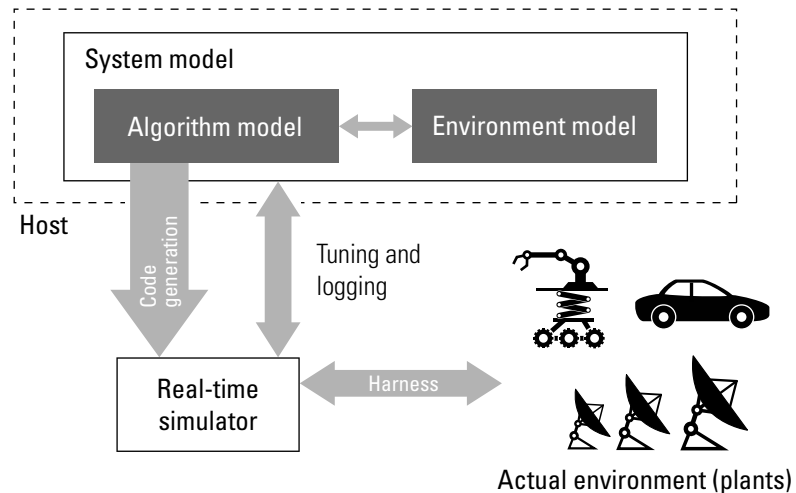 System model
Algorithm model
Environment model
Host
Code
generation
Tuning and
logging
Real-time
simulator
Harness
Actual environment (plants)